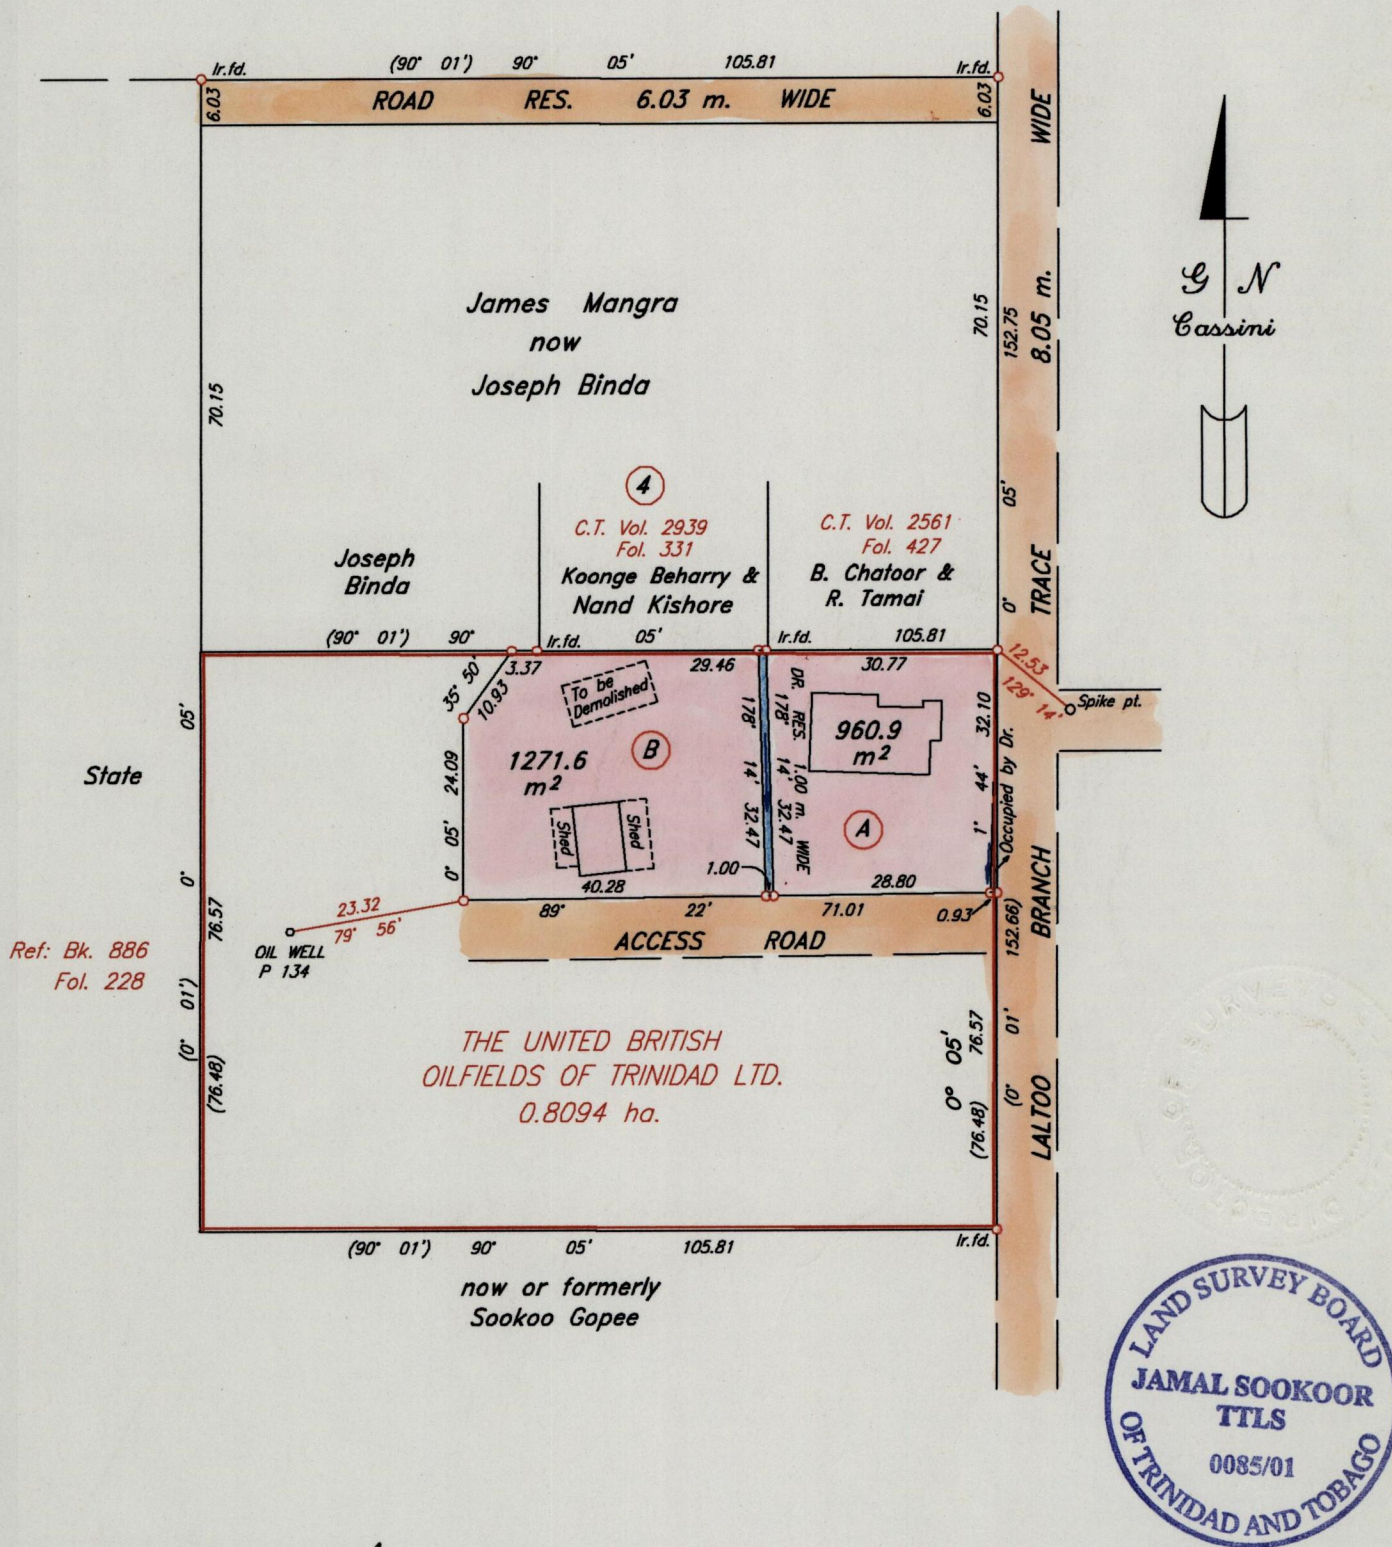 Ir.fd. (90° 01') 90° 05' 105.81 Ir.fd.
6.03 ROAD RES. 6.03 m. WIDE 6.03
WIDE
8.05 m.
TRACE
BRANCH
LALTOO
G N
Cassini
James Mangra
now
Joseph Binda
70.15
70.15
152.75
05'
0°
4
C.T. Vol. 2939
Fol. 331
Koonge Beharry &
Nand Kishore
C.T. Vol. 2561
Fol. 427
B. Chatoor &
R. Tamai
Joseph
Binda
(90° 01') 90° Ir.fd. 05' Ir.fd. 105.81
3.37 29.46 30.77
35° 50'
10.93
To be
Demolished
178° 14' 32.47
DR. RES. 1.00 m. WIDE
178° 14' 32.47
960.9
m²
32.10
1° 44'
Occupied by Dr.
12.53
129° 14'
Spike pt.
05'
State
24.09
0° 05'
1271.6
m²
B
A
Shed
Shed
1.00
40.28 28.80
89° 22' 71.01 0.93
ACCESS ROAD
0°
76.57
23.32
79° 56'
OIL WELL
P 134
Ref: Bk. 886
Fol. 228
(0° 01')
(76.48)
152.66)
01'
(0°
THE UNITED BRITISH
OILFIELDS OF TRINIDAD LTD.
0.8094 ha.
0° 05'
76.57
(76.48)
(90° 01') 90° 05' 105.81 Ir.fd.
now or formerly
Sookoo Gopee
LAND SURVEY BOARD
JAMAL SOOKOOR
TTLS
0085/01
OF TRINIDAD AND TOBAGO